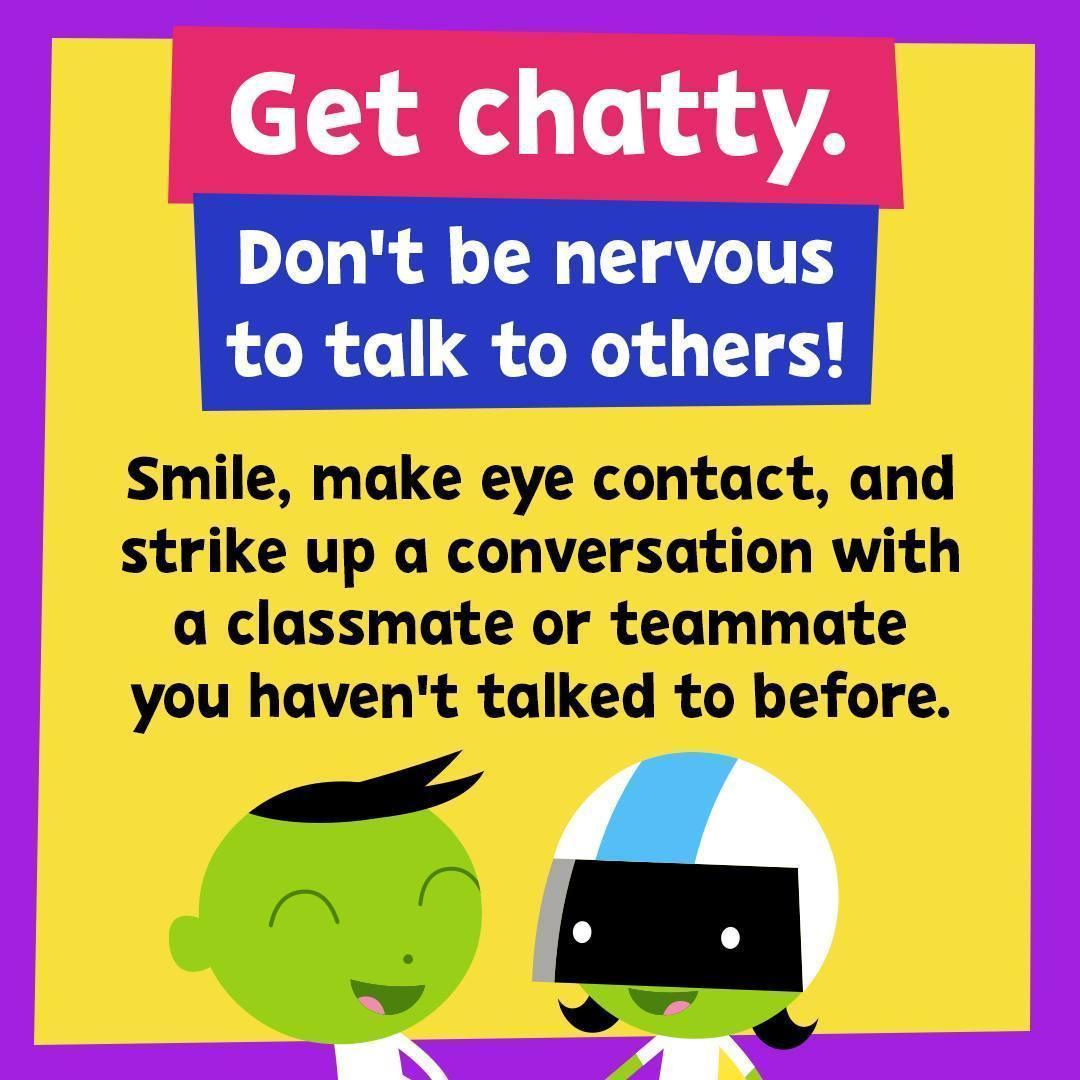 Get chatty.
Don't be nervous
to talk to others!
Smile, make eye contact, and
strike up a conversation with
a classmate or teammate
you haven't talked to before.